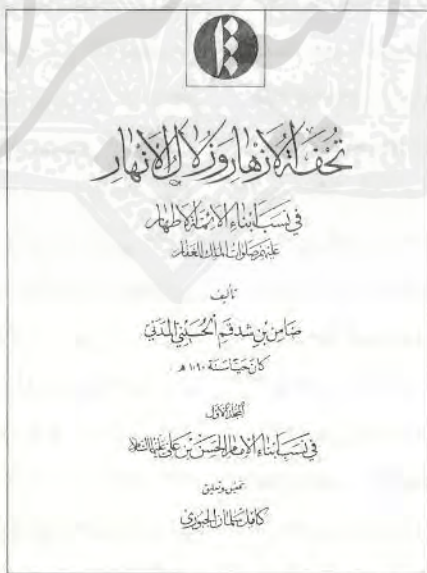 تحفة الأزهار وزلال الأنهار
في نسب أبناء الأئمة الأطهار
عليهم صلوات الملك الغفار
تأليف
ضامن بن شدقم الحسيني المدني
كان حيا سنة ١٠٩٠ هـ
المجلد الأول
في نسب أبناء الإمام الحسن بن علي عليهما السلام
تحقيق وتعليق
كامل سلمان الجبوري